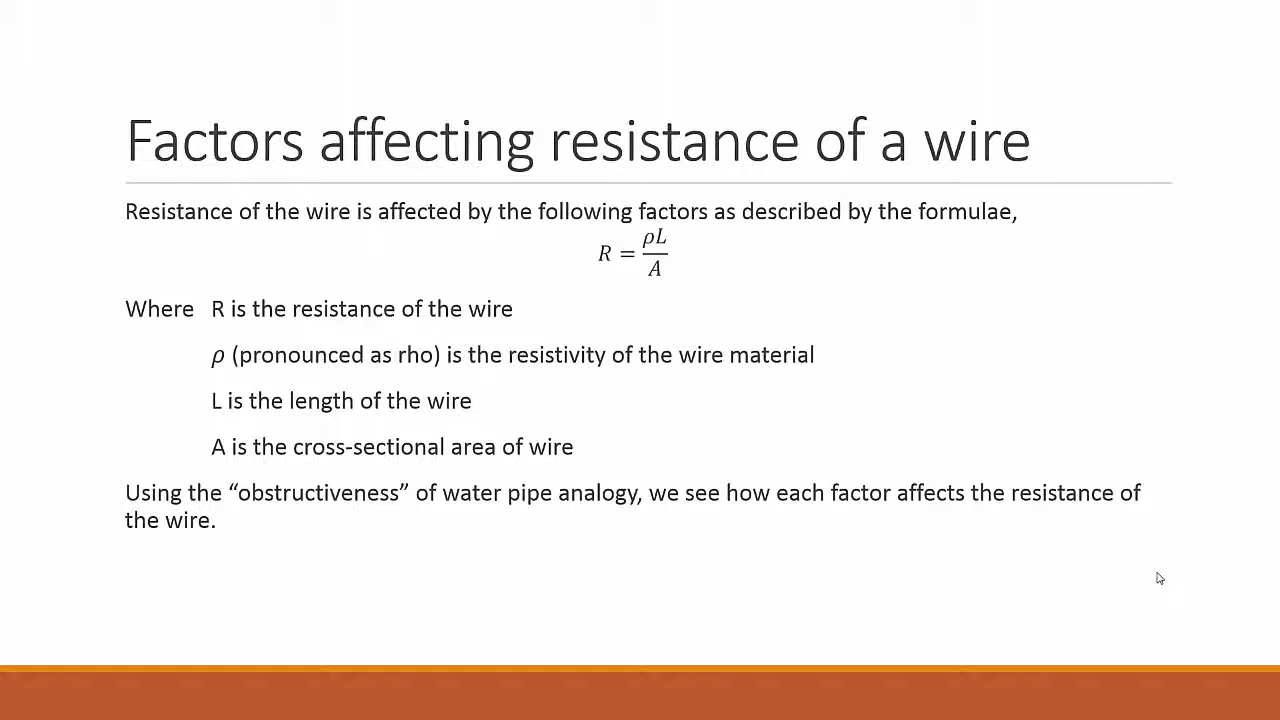 Factors affecting resistance of a wire
Resistance of the wire is affected by the following factors as described by the formulae,
R = ρL/A
Where R is the resistance of the wire
ρ (pronounced as rho) is the resistivity of the wire material
L is the length of the wire
A is the cross-sectional area of wire
Using the “obstructiveness” of water pipe analogy, we see how each factor affects the resistance of
the wire.